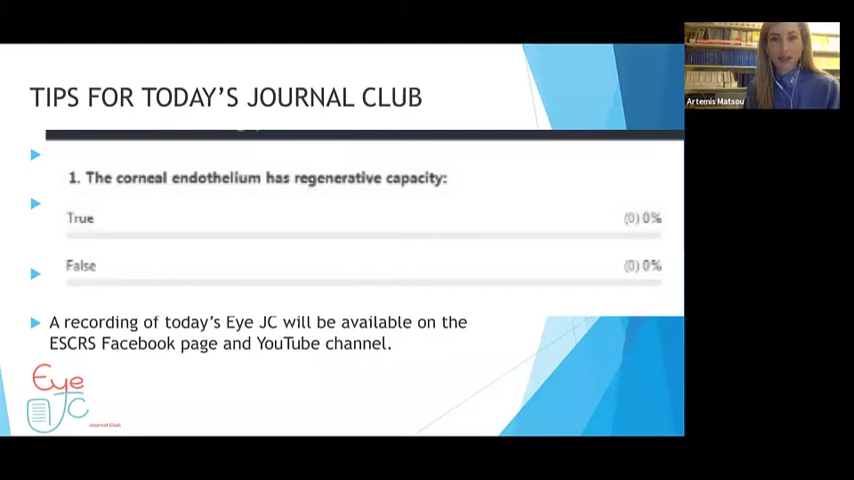 TIPS FOR TODAY'S JOURNAL CLUB
1. The corneal endothelium has regenerative capacity:
True (0) 0%
False (0) 0%
A recording of today's Eye JC will be available on the
ESCRS Facebook page and YouTube channel.
Eye
JC
Journal Club
Artemis Matsou